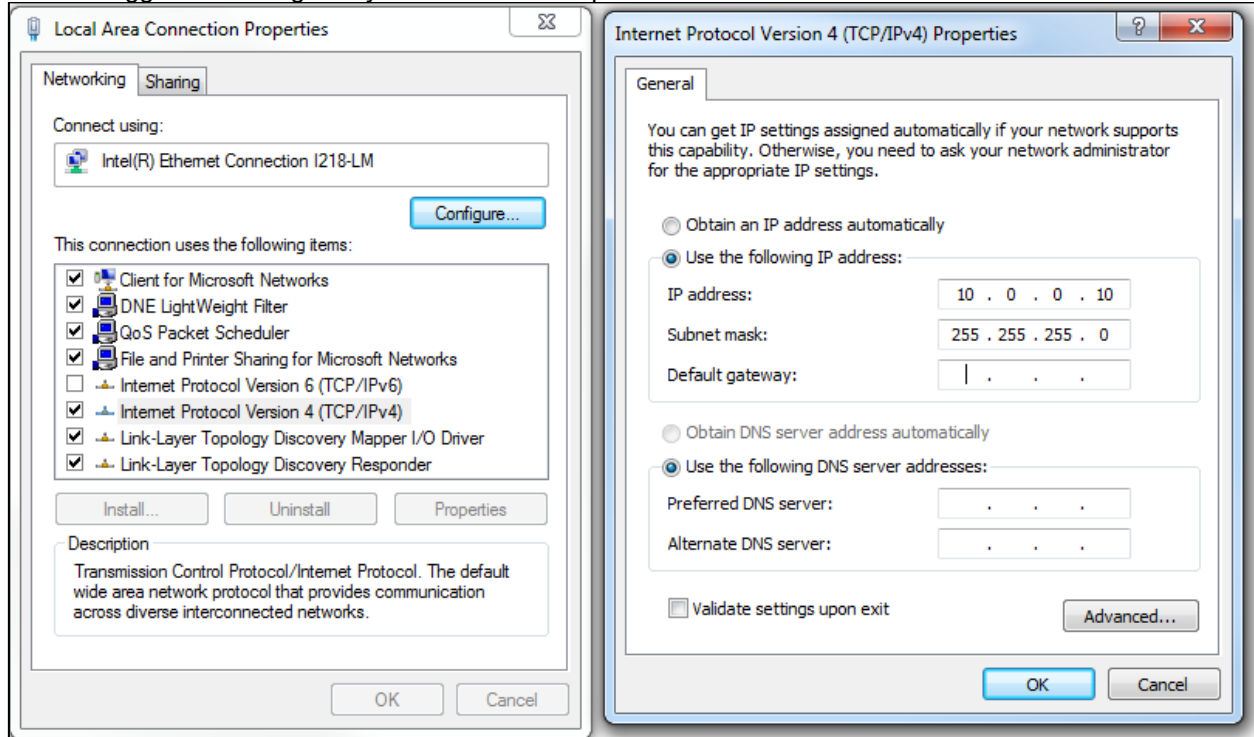 Local Area Connection Properties
Networking
Sharing
Connect using:
Intel(R) Ethernet Connection I218-LM
Configure...
This connection uses the following items:
Client for Microsoft Networks
DNE LightWeight Filter
QoS Packet Scheduler
File and Printer Sharing for Microsoft Networks
Internet Protocol Version 6 (TCP/IPv6)
Internet Protocol Version 4 (TCP/IPv4)
Link-Layer Topology Discovery Mapper I/O Driver
Link-Layer Topology Discovery Responder
Install...
Uninstall
Properties
Description
Transmission Control Protocol/Internet Protocol. The default
wide area network protocol that provides communication
across diverse interconnected networks.
OK
Cancel
Internet Protocol Version 4 (TCP/IPv4) Properties
General
You can get IP settings assigned automatically if your network supports
this capability. Otherwise, you need to ask your network administrator
for the appropriate IP settings.
Obtain an IP address automatically
Use the following IP address:
IP address: 10 . 0 . 0 . 10
Subnet mask: 255 . 255 . 255 . 0
Default gateway: . . .
Obtain DNS server address automatically
Use the following DNS server addresses:
Preferred DNS server: . . .
Alternate DNS server: . . .
Validate settings upon exit
Advanced...
OK
Cancel